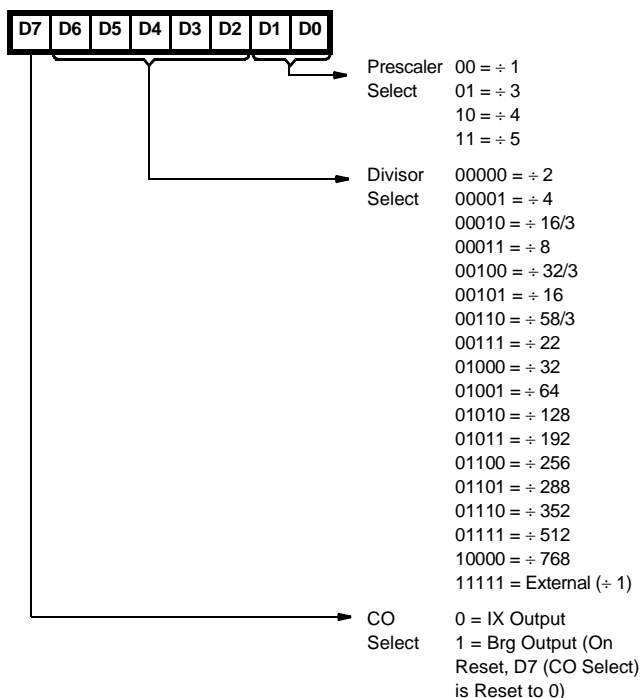 D7 D6 D5 D4 D3 D2 D1 D0
Prescaler 00 = ÷ 1
Select 01 = ÷ 3
10 = ÷ 4
11 = ÷ 5
Divisor 00000 = ÷ 2
Select 00001 = ÷ 4
00010 = ÷ 16/3
00011 = ÷ 8
00100 = ÷ 32/3
00101 = ÷ 16
00110 = ÷ 58/3
00111 = ÷ 22
01000 = ÷ 32
01001 = ÷ 64
01010 = ÷ 128
01011 = ÷ 192
01100 = ÷ 256
01101 = ÷ 288
01110 = ÷ 352
01111 = ÷ 512
10000 = ÷ 768
11111 = External (÷ 1)
CO 0 = IX Output
Select 1 = Brg Output (On
Reset, D7 (CO Select)
is Reset to 0)